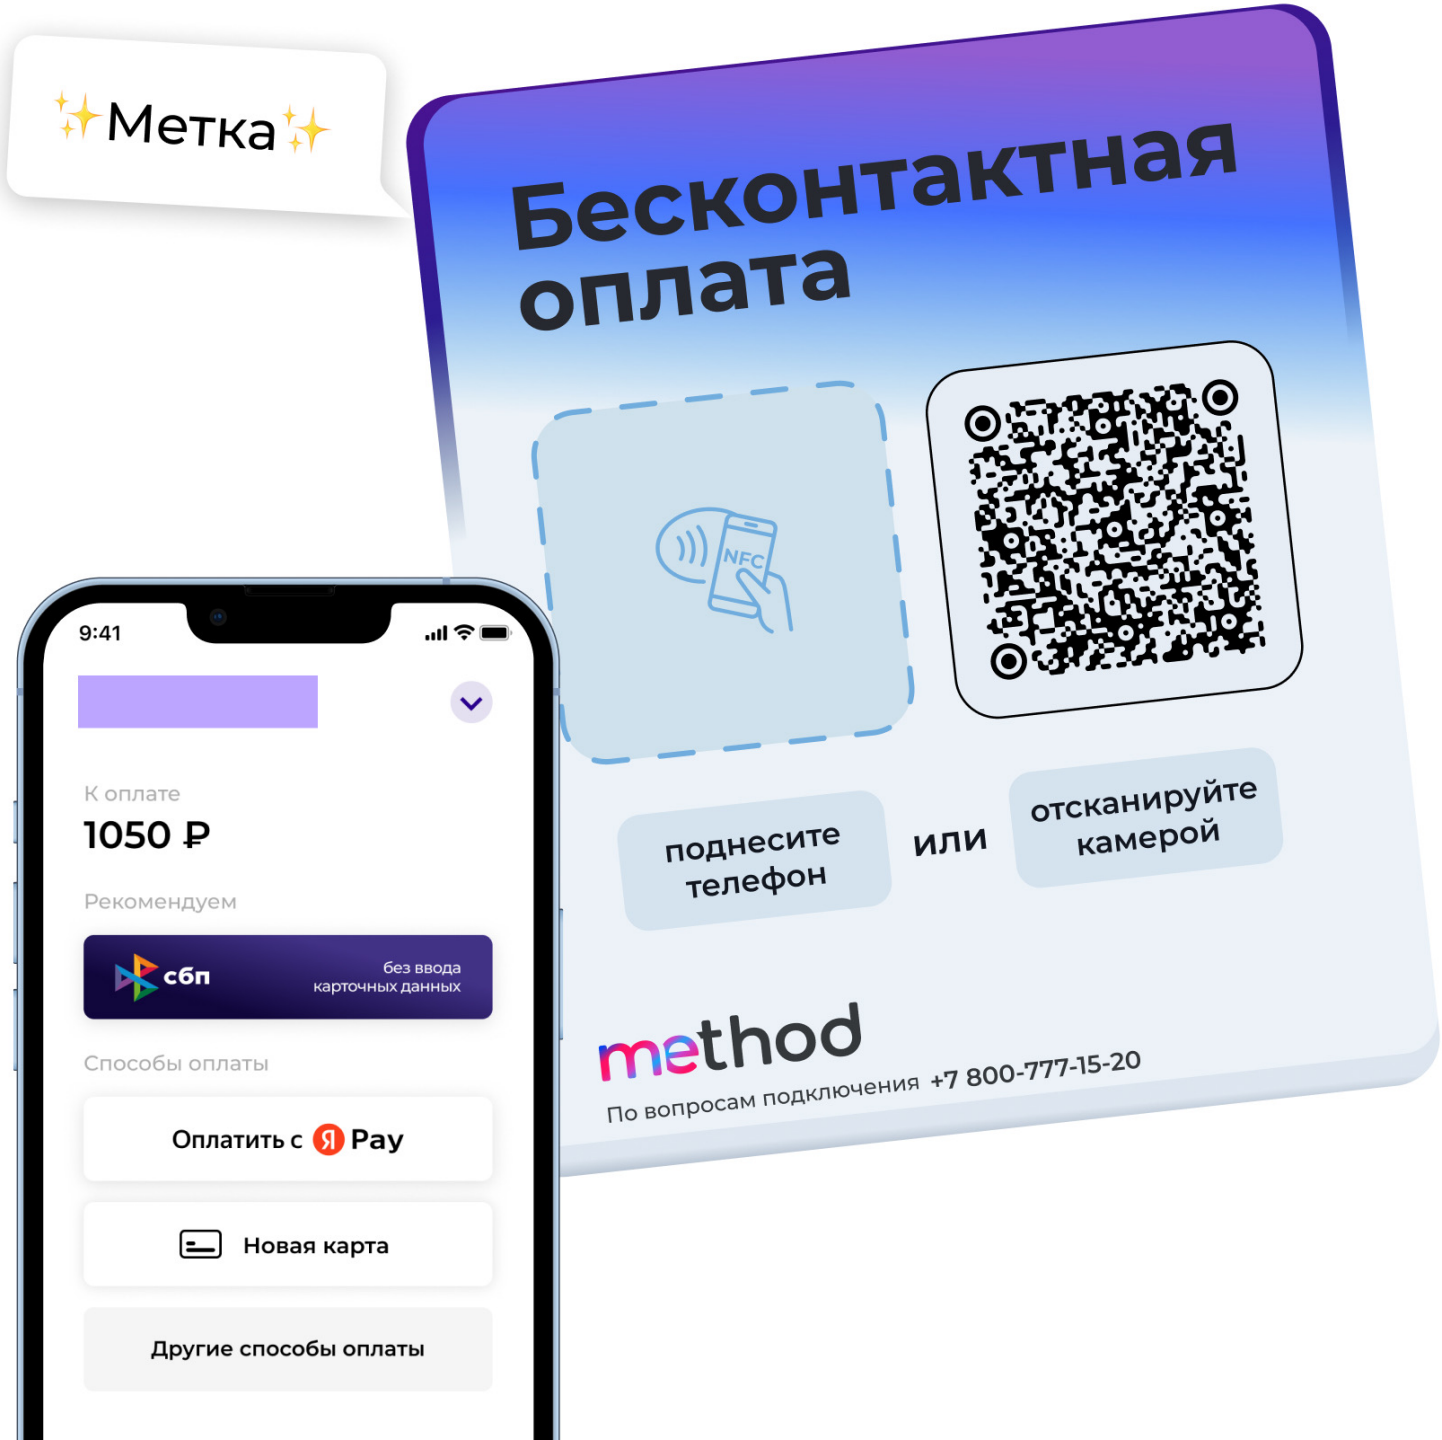 ✨Метка✨
Бесконтактная
оплата
NFC
поднесите
телефон
или
отсканируйте
камерой
method
По вопросам подключения +7 800-777-15-20
9:41
К оплате
1050 ₽
Рекомендуем
сбп
без ввода
карточных данных
Способы оплаты
Оплатить с Я Pay
Новая карта
Другие способы оплаты